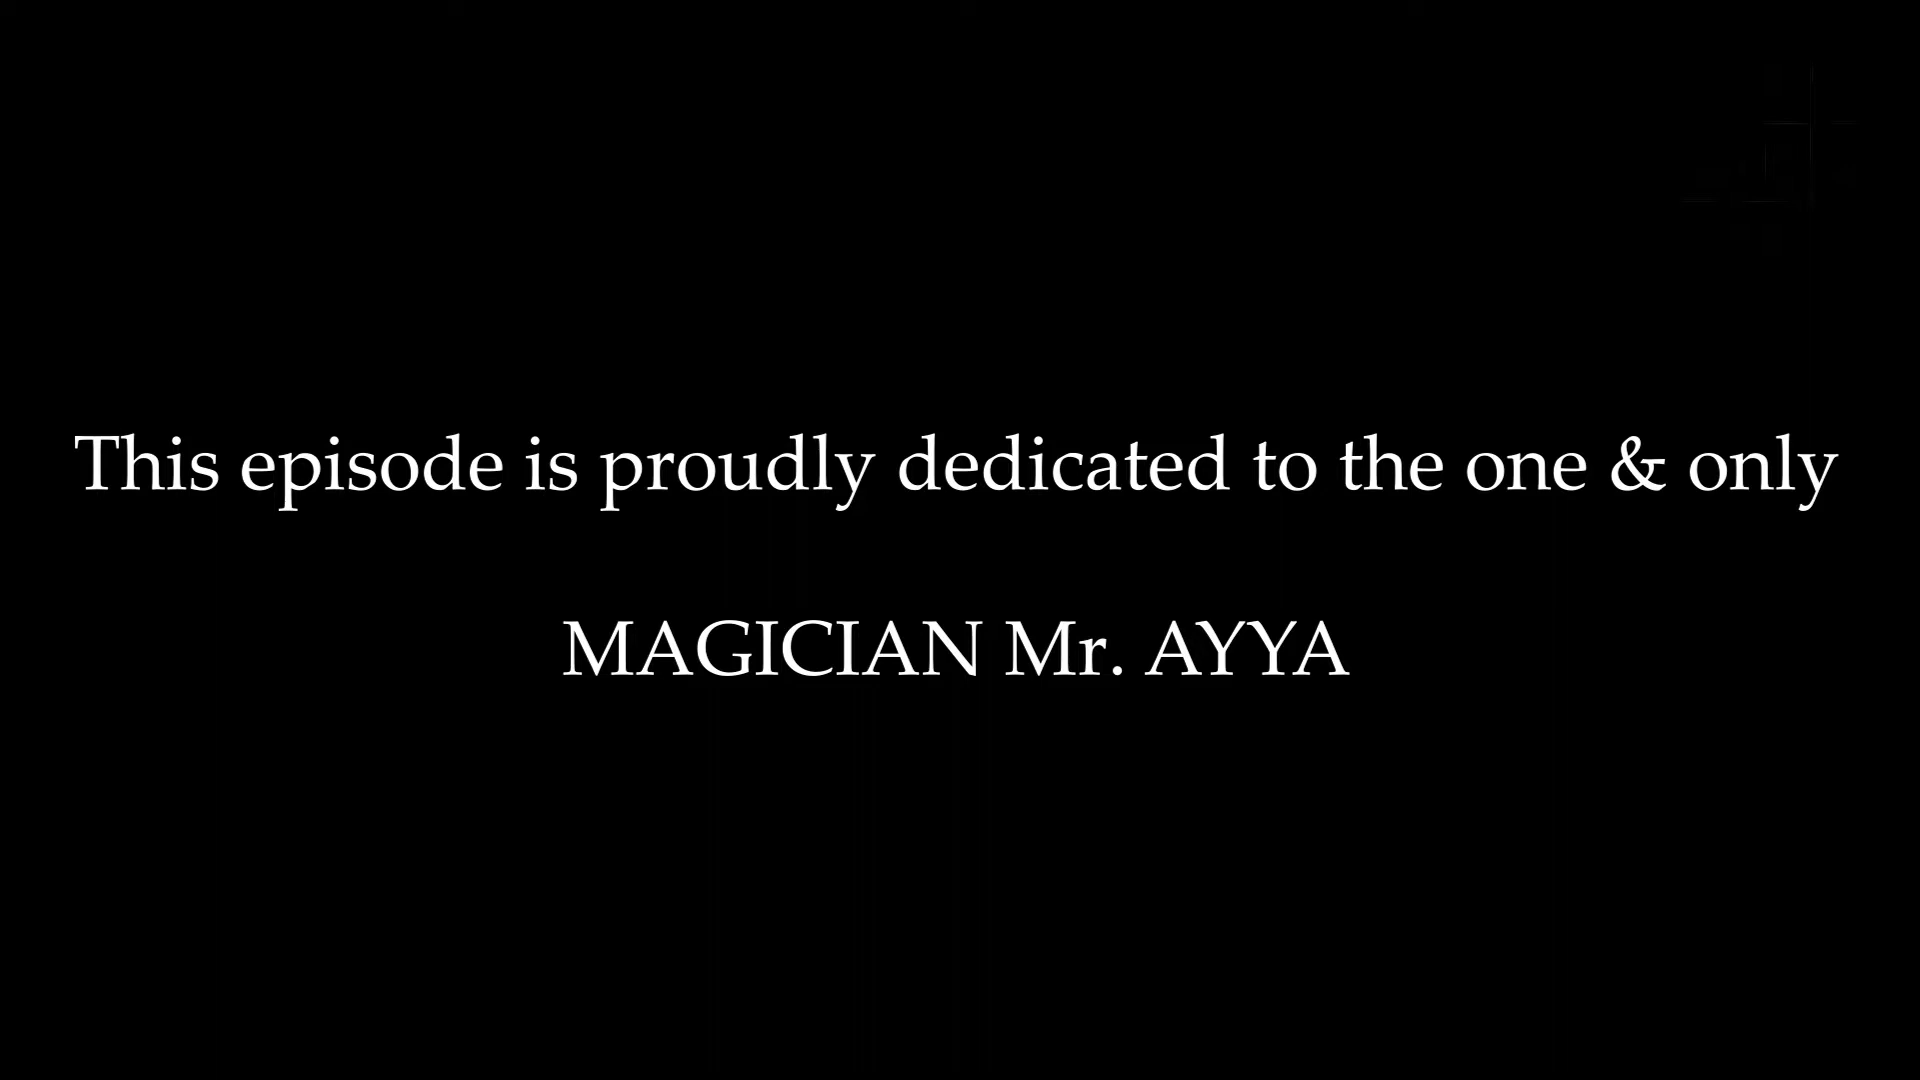 This episode is proudly dedicated to the one & only
MAGICIAN Mr. AYYA